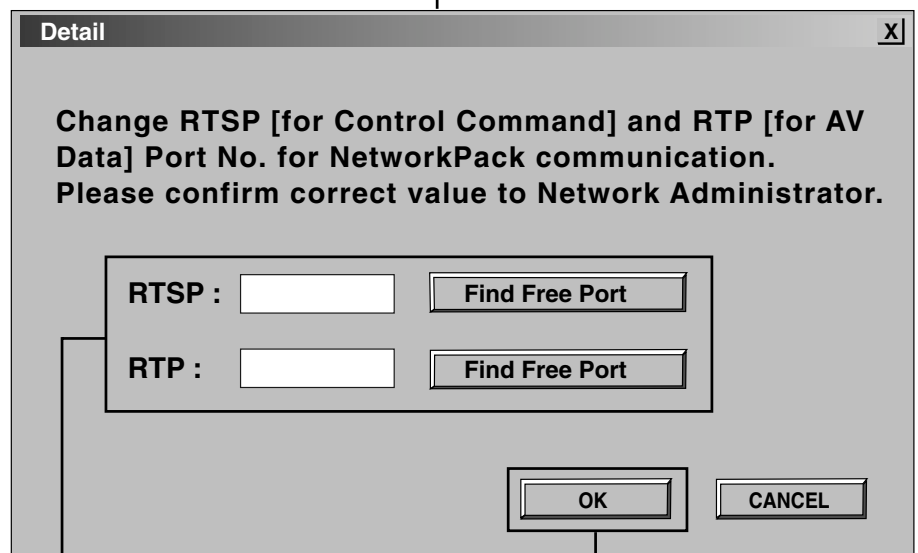 Detail X
Change RTSP [for Control Command] and RTP [for AV
Data] Port No. for NetworkPack communication.
Please confirm correct value to Network Administrator.
RTSP : Find Free Port
RTP : Find Free Port
OK CANCEL